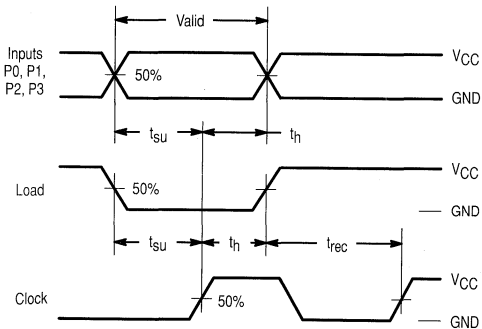 Valid
Inputs
P0, P1,
P2, P3
50%
VCC
GND
tsu
th
Load
50%
VCC
GND
tsu
th
trec
Clock
50%
VCC
GND